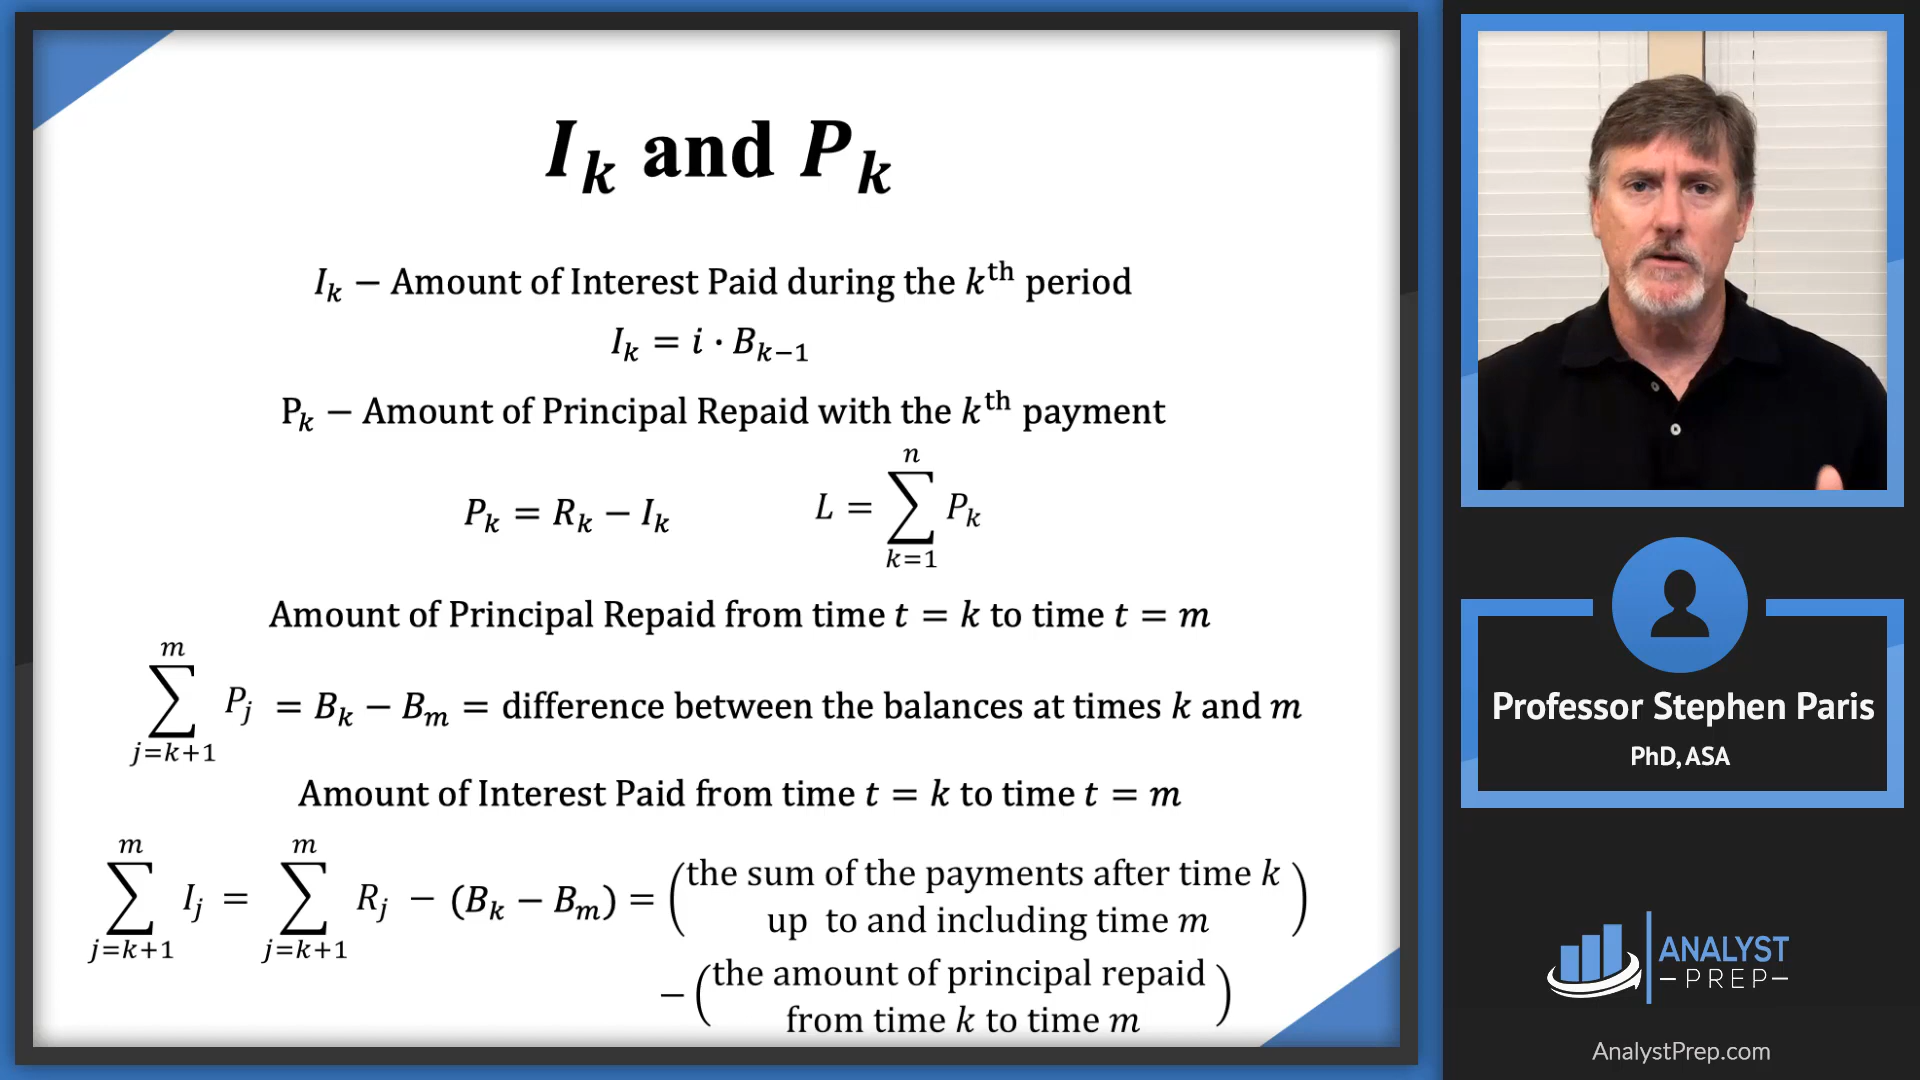 I_k and P_k
I_k − Amount of Interest Paid during the k^th period
I_k = i · B_{k−1}
P_k − Amount of Principal Repaid with the k^th payment
P_k = R_k − I_k    L = ∑_{k=1}^{n} P_k
Amount of Principal Repaid from time t = k to time t = m
∑_{j=k+1}^{m} P_j = B_k − B_m = difference between the balances at times k and m
Amount of Interest Paid from time t = k to time t = m
∑_{j=k+1}^{m} I_j = ∑_{j=k+1}^{m} R_j − (B_k − B_m) = (the sum of the payments after time k
up to and including time m)
− (the amount of principal repaid
from time k to time m)
Professor Stephen Paris
PhD, ASA
ANALYST
PREP
AnalystPrep.com